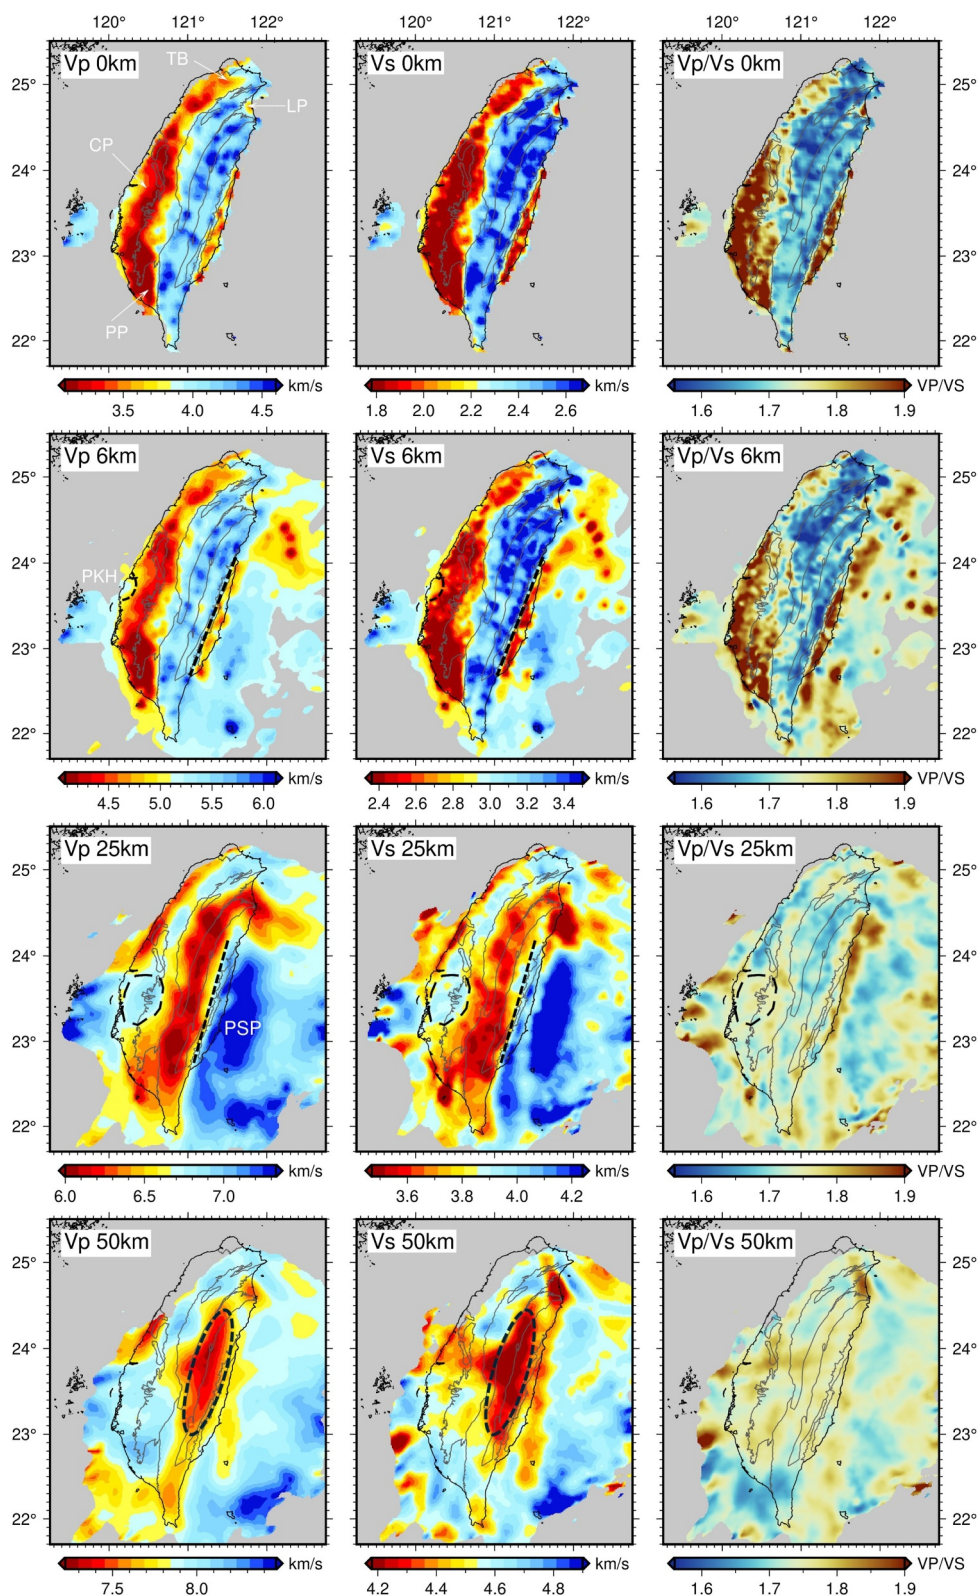 120° 121° 122° 120° 121° 122° 120° 121° 122°
Vp 0km
TB
LP
CP
PP
Vs 0km
Vp/Vs 0km
25° 25°
24° 24°
23° 23°
22° 22°
3.5 4.0 4.5 km/s
1.8 2.0 2.2 2.4 2.6 km/s
1.6 1.7 1.8 1.9 VP/VS
Vp 6km
PKH
Vs 6km
Vp/Vs 6km
25° 25°
24° 24°
23° 23°
22° 22°
4.5 5.0 5.5 6.0 km/s
2.4 2.6 2.8 3.0 3.2 3.4 km/s
1.6 1.7 1.8 1.9 VP/VS
Vp 25km
PSP
Vs 25km
Vp/Vs 25km
25° 25°
24° 24°
23° 23°
22° 22°
6.0 6.5 7.0 km/s
3.6 3.8 4.0 4.2 km/s
1.6 1.7 1.8 1.9 VP/VS
Vp 50km
Vs 50km
Vp/Vs 50km
25° 25°
24° 24°
23° 23°
22° 22°
7.5 8.0 km/s
4.2 4.4 4.6 4.8 km/s
1.6 1.7 1.8 1.9 VP/VS